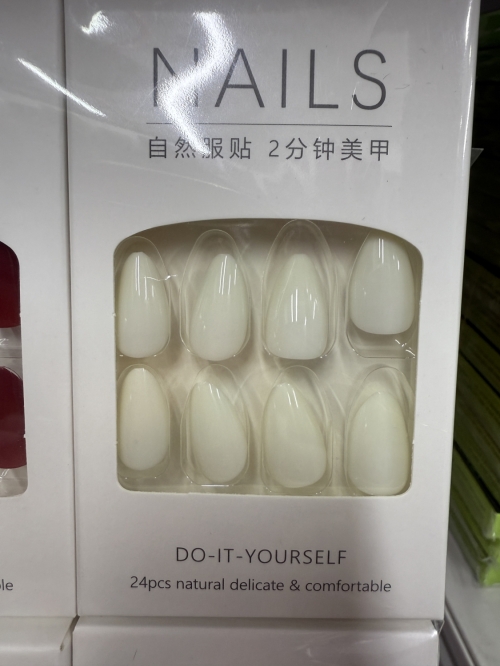 NAILS
自然服贴 2分钟美甲
DO-IT-YOURSELF
24pcs natural delicate & comfortable